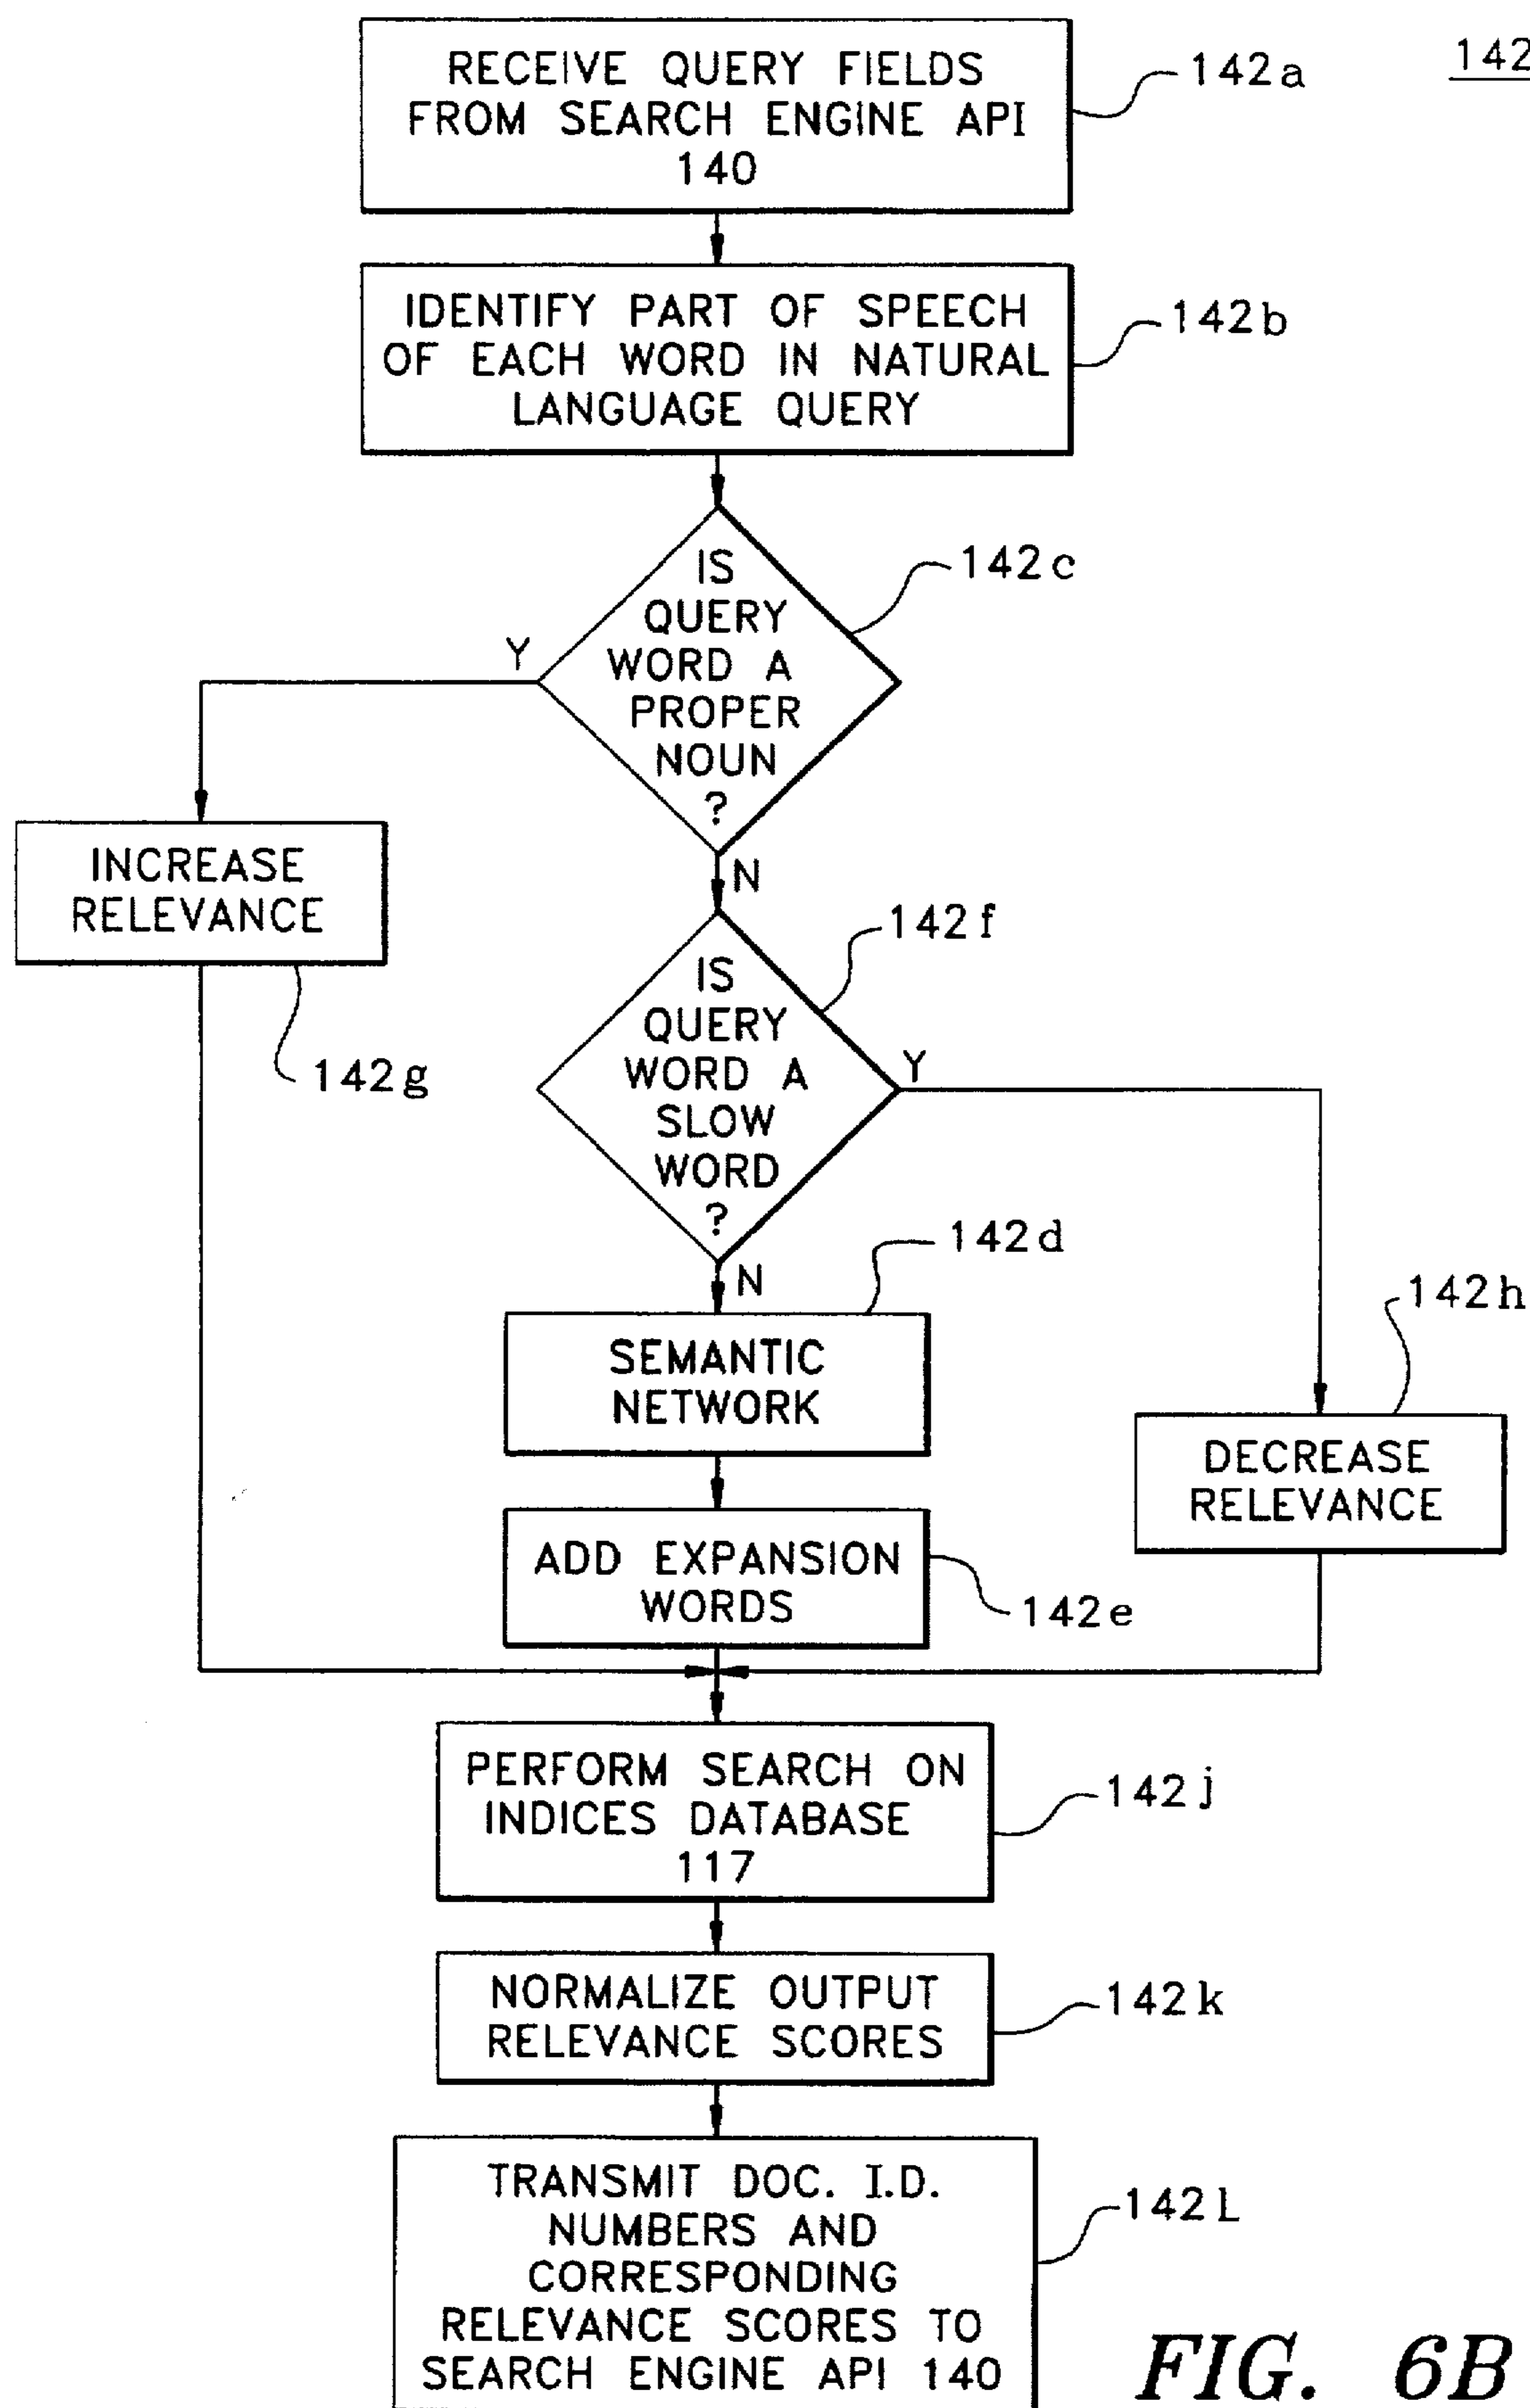 RECEIVE QUERY FIELDS
FROM SEARCH ENGINE API
140
142a
142
IDENTIFY PART OF SPEECH
OF EACH WORD IN NATURAL
LANGUAGE QUERY
142b
IS
QUERY
WORD A
PROPER
NOUN
?
142c
Y
N
INCREASE
RELEVANCE
142g
IS
QUERY
WORD A
SLOW
WORD
?
142f
Y
N
142d
SEMANTIC
NETWORK
142h
DECREASE
RELEVANCE
ADD EXPANSION
WORDS
142e
PERFORM SEARCH ON
INDICES DATABASE
117
142j
NORMALIZE OUTPUT
RELEVANCE SCORES
142k
TRANSMIT DOC. I.D.
NUMBERS AND
CORRESPONDING
RELEVANCE SCORES TO
SEARCH ENGINE API 140
142L
FIG. 6B